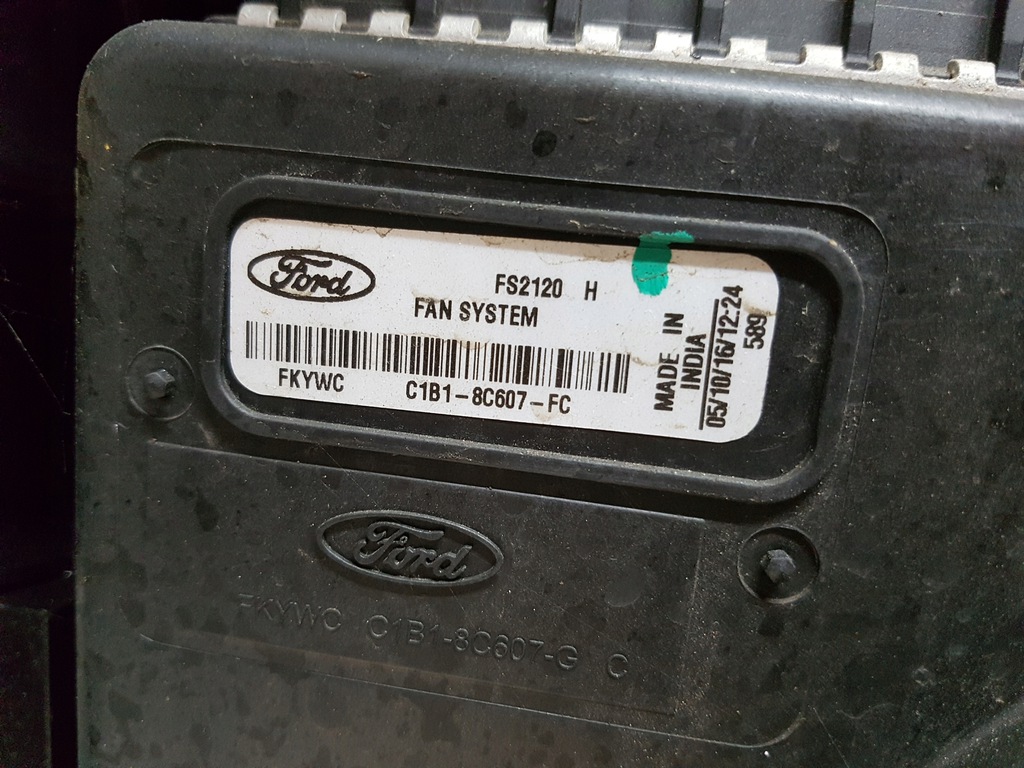 Ford
FS2120 H
FAN SYSTEM
FKYWC C1B1-8C607-FC
MADE IN
INDIA
05/10/16/12:24
589
Ford
FKYWC C1B1-8C607-G C